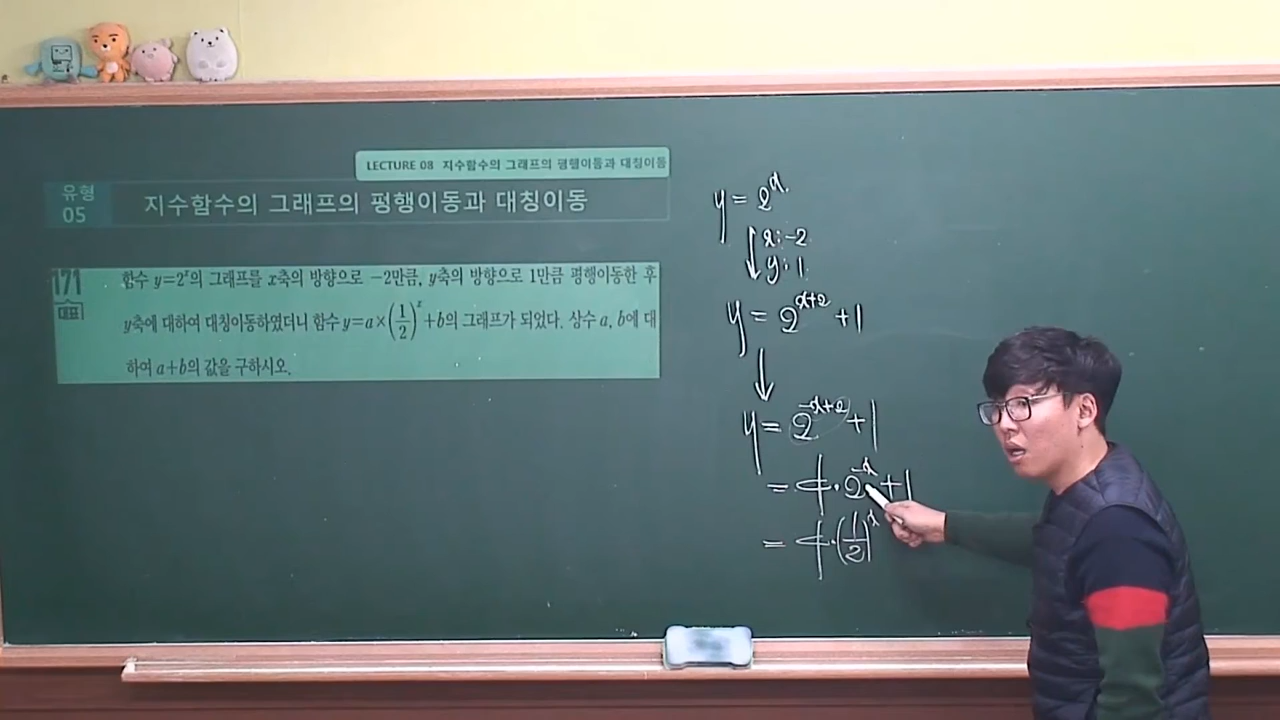 LECTURE 08 지수함수의 그래프의 평행이동과 대칭이동
유형 05
지수함수의 그래프의 평행이동과 대칭이동
171
대표
함수 y=2ˣ의 그래프를 x축의 방향으로 −2만큼, y축의 방향으로 1만큼 평행이동한 후
y축에 대하여 대칭이동하였더니 함수 y=a×(1/2)ˣ+b의 그래프가 되었다. 상수 a, b에 대
하여 a+b의 값을 구하시오.
y = 2ˣ
x : -2
y : 1
y = 2^(x+2) + 1
y = 2^(-x+2) + 1
= 4·2^(-x) + 1
= 4·(1/2)ˣ